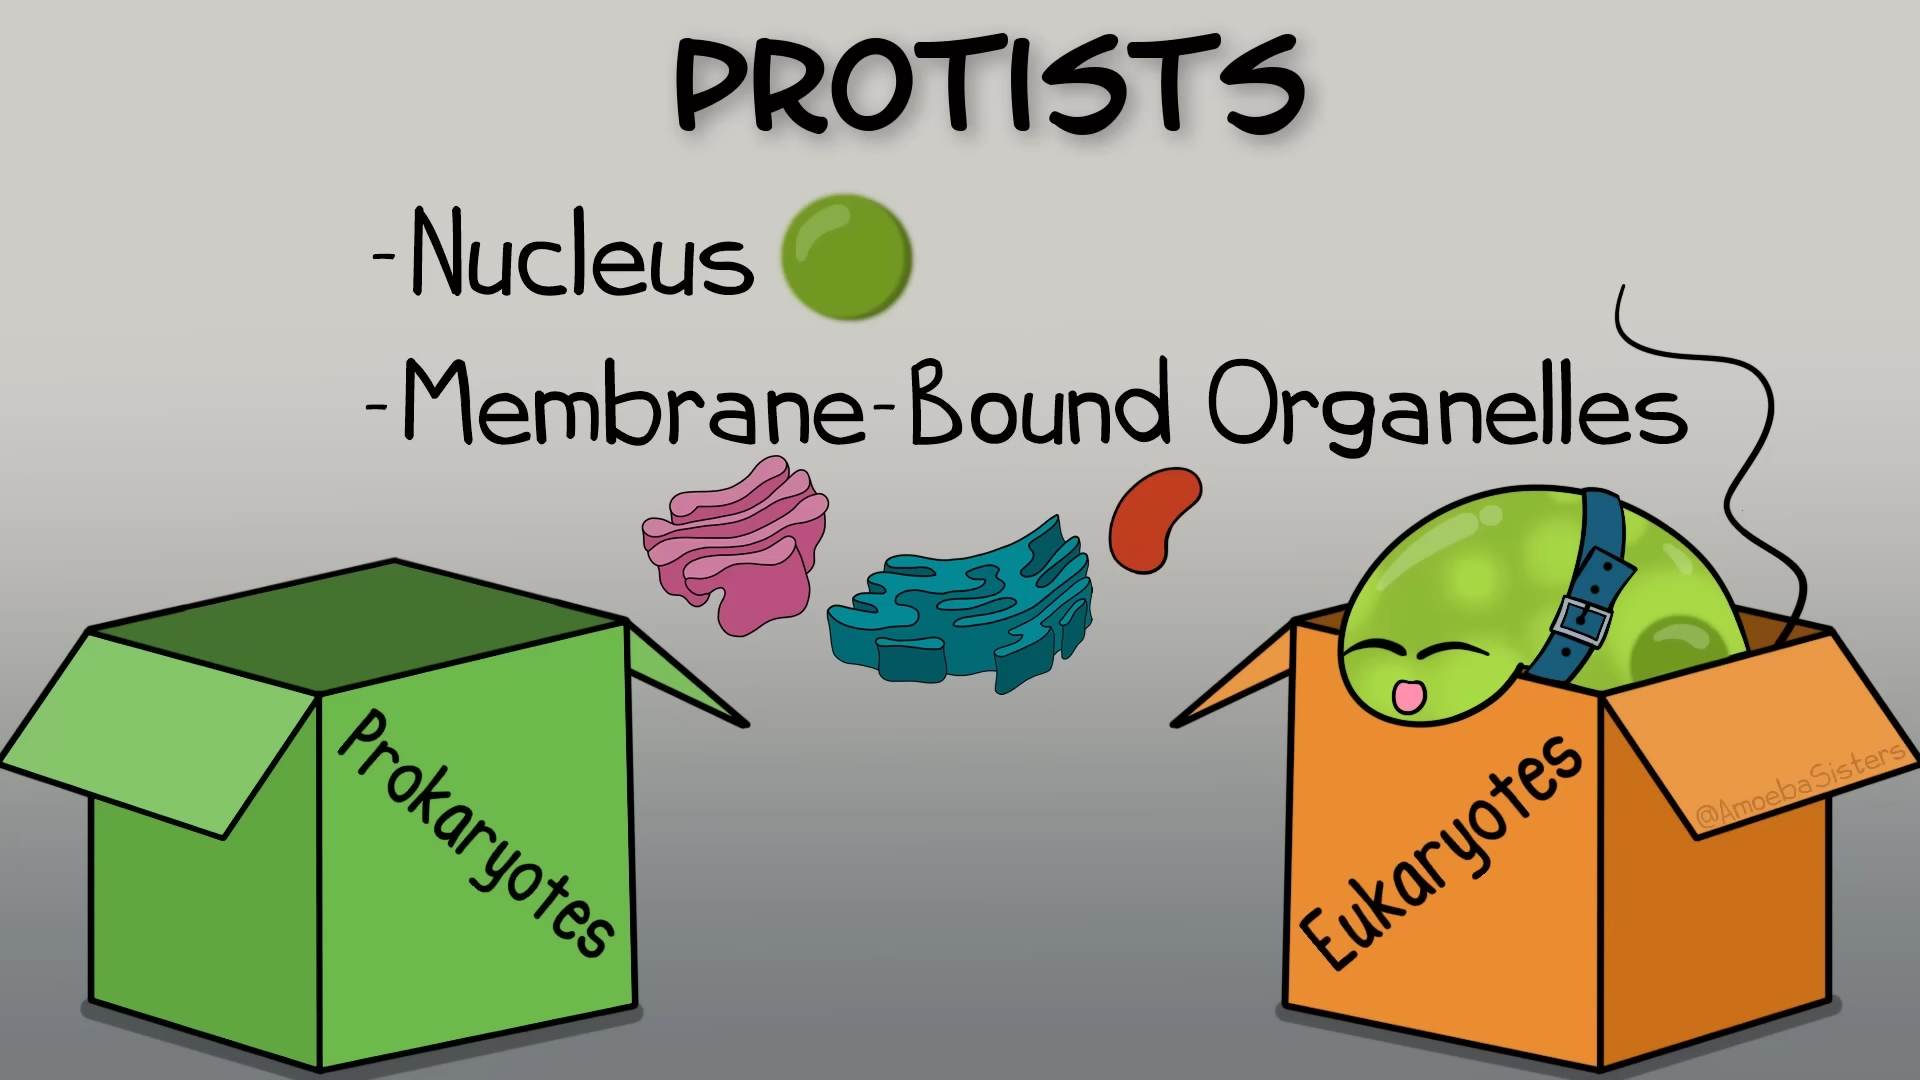 PROTISTS
-Nucleus
-Membrane-Bound Organelles
Prokaryotes
Eukaryotes
@AmoebaSisters